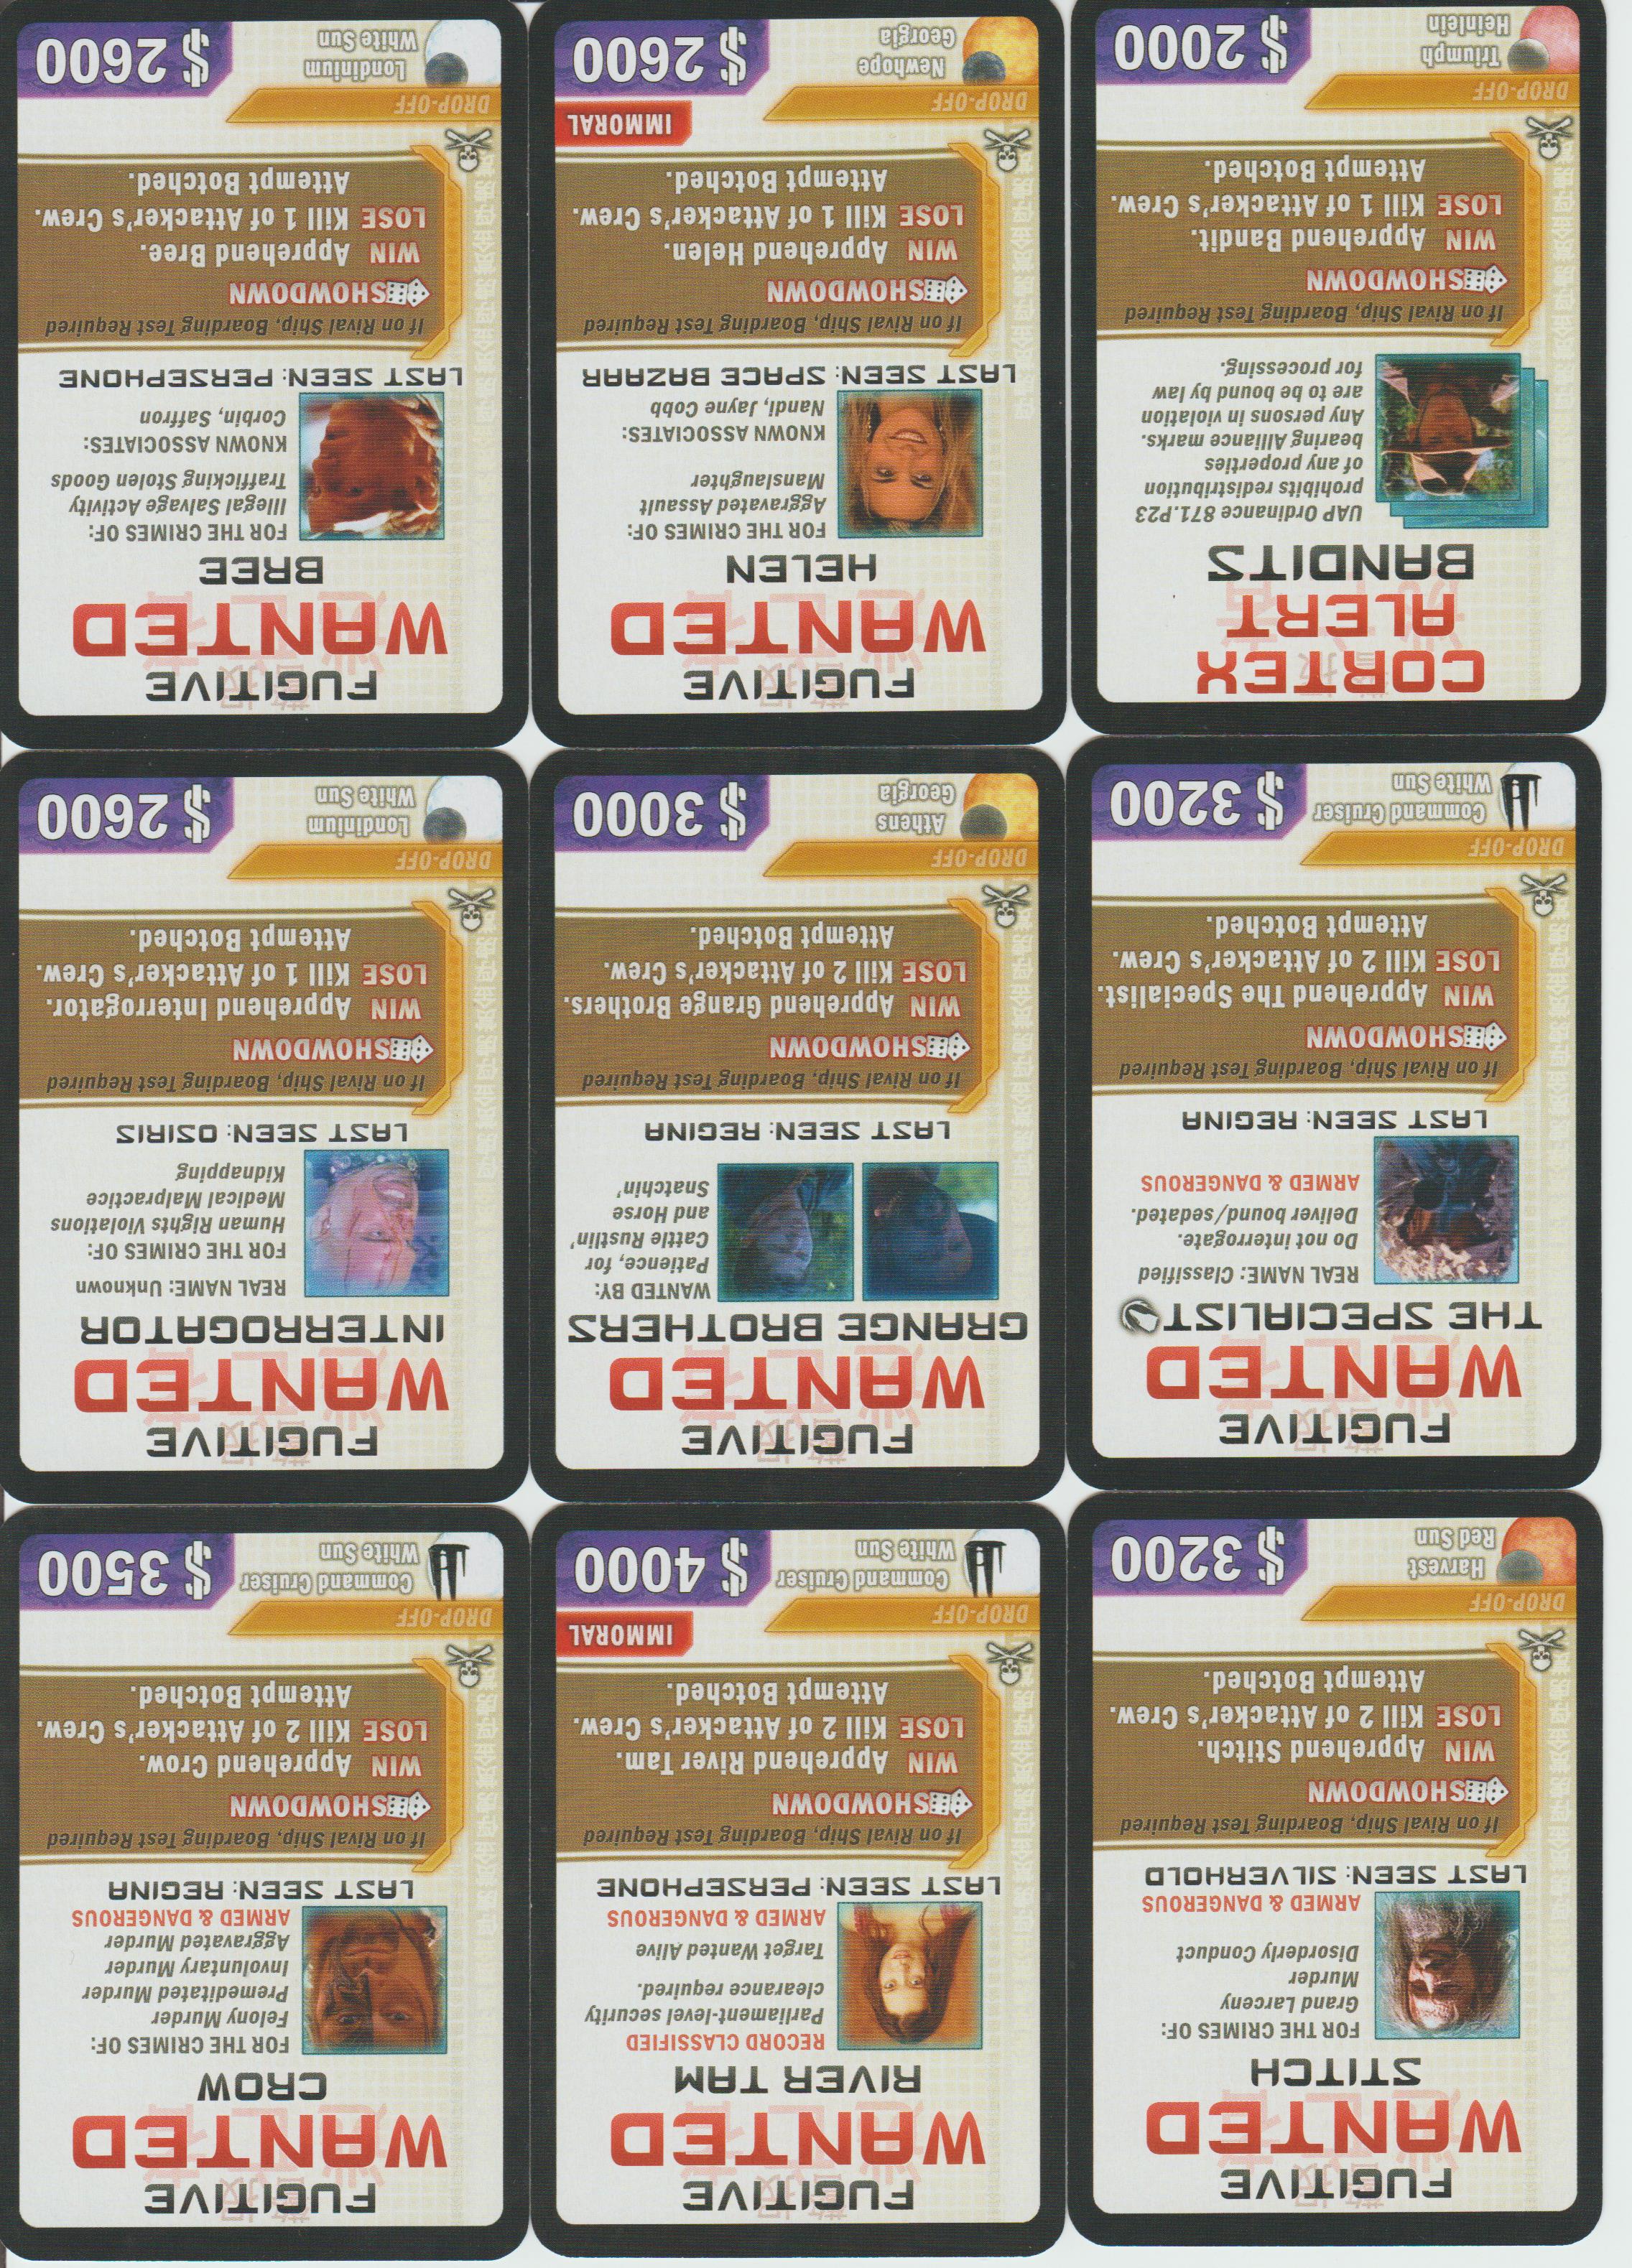 FUGITIVE
WANTED
STITCH
FOR THE CRIMES OF:
Grand Larceny
Murder
Disorderly Conduct
ARMED & DANGEROUS
LAST SEEN: SILVERHOLD
If on Rival Ship, Boarding Test Required
SHOWDOWN
WIN Apprehend Stitch.
LOSE Kill 2 of Attacker's Crew.
Attempt Botched.
DROP-OFF
Harvest
Red Sun
$ 3200
FUGITIVE
WANTED
RIVER TAM
RECORD CLASSIFIED
Parliament-level security
clearance required.
Target Wanted Alive
ARMED & DANGEROUS
LAST SEEN: PERSEPHONE
If on Rival Ship, Boarding Test Required
SHOWDOWN
WIN Apprehend River Tam.
LOSE Kill 2 of Attacker's Crew.
Attempt Botched.
IMMORAL
DROP-OFF
Command Cruiser
White Sun
$ 4000
FUGITIVE
WANTED
CROW
FOR THE CRIMES OF:
Felony Murder
Premeditated Murder
Involuntary Murder
Aggravated Murder
ARMED & DANGEROUS
LAST SEEN: REGINA
If on Rival Ship, Boarding Test Required
SHOWDOWN
WIN Apprehend Crow.
LOSE Kill 2 of Attacker's Crew.
Attempt Botched.
DROP-OFF
Command Cruiser
White Sun
$ 3500
FUGITIVE
WANTED
THE SPECIALIST
REAL NAME: Classified
Do not interrogate.
Deliver bound/sedated.
ARMED & DANGEROUS
LAST SEEN: REGINA
If on Rival Ship, Boarding Test Required
SHOWDOWN
WIN Apprehend The Specialist.
LOSE Kill 2 of Attacker's Crew.
Attempt Botched.
DROP-OFF
Command Cruiser
White Sun
$ 3200
FUGITIVE
WANTED
GRANGE BROTHERS
WANTED BY:
Patience, for
Cattle Rustlin'
and Horse
Snatchin'
LAST SEEN: REGINA
If on Rival Ship, Boarding Test Required
SHOWDOWN
WIN Apprehend Grange Brothers.
LOSE Kill 2 of Attacker's Crew.
Attempt Botched.
DROP-OFF
Athens
Georgia
$ 3000
FUGITIVE
WANTED
INTERROGATOR
REAL NAME: Unknown
FOR THE CRIMES OF:
Human Rights Violations
Medical Malpractice
Kidnapping
LAST SEEN: OSIRIS
If on Rival Ship, Boarding Test Required
SHOWDOWN
WIN Apprehend Interrogator.
LOSE Kill 1 of Attacker's Crew.
Attempt Botched.
DROP-OFF
Londinium
White Sun
$ 2600
CORTEX
ALERT
BANDITS
UAP Ordinance 871.P23
prohibits redistribution
of any properties
bearing Alliance marks.
Any persons in violation
are to be bound by law
for processing.
If on Rival Ship, Boarding Test Required
SHOWDOWN
WIN Apprehend Bandit.
LOSE Kill 1 of Attacker's Crew.
Attempt Botched.
DROP-OFF
Triumph
Heinlein
$ 2000
FUGITIVE
WANTED
HELEN
FOR THE CRIMES OF:
Aggravated Assault
Manslaughter
KNOWN ASSOCIATES:
Nandi, Jayne Cobb
LAST SEEN: SPACE BAZAAR
If on Rival Ship, Boarding Test Required
SHOWDOWN
WIN Apprehend Helen.
LOSE Kill 1 of Attacker's Crew.
Attempt Botched.
IMMORAL
DROP-OFF
Newhope
Georgia
$ 2600
FUGITIVE
WANTED
BREE
FOR THE CRIMES OF:
Illegal Salvage Activity
Trafficking Stolen Goods
KNOWN ASSOCIATES:
Corbin, Saffron
LAST SEEN: PERSEPHONE
If on Rival Ship, Boarding Test Required
SHOWDOWN
WIN Apprehend Bree.
LOSE Kill 1 of Attacker's Crew.
Attempt Botched.
DROP-OFF
Londinium
White Sun
$ 2600